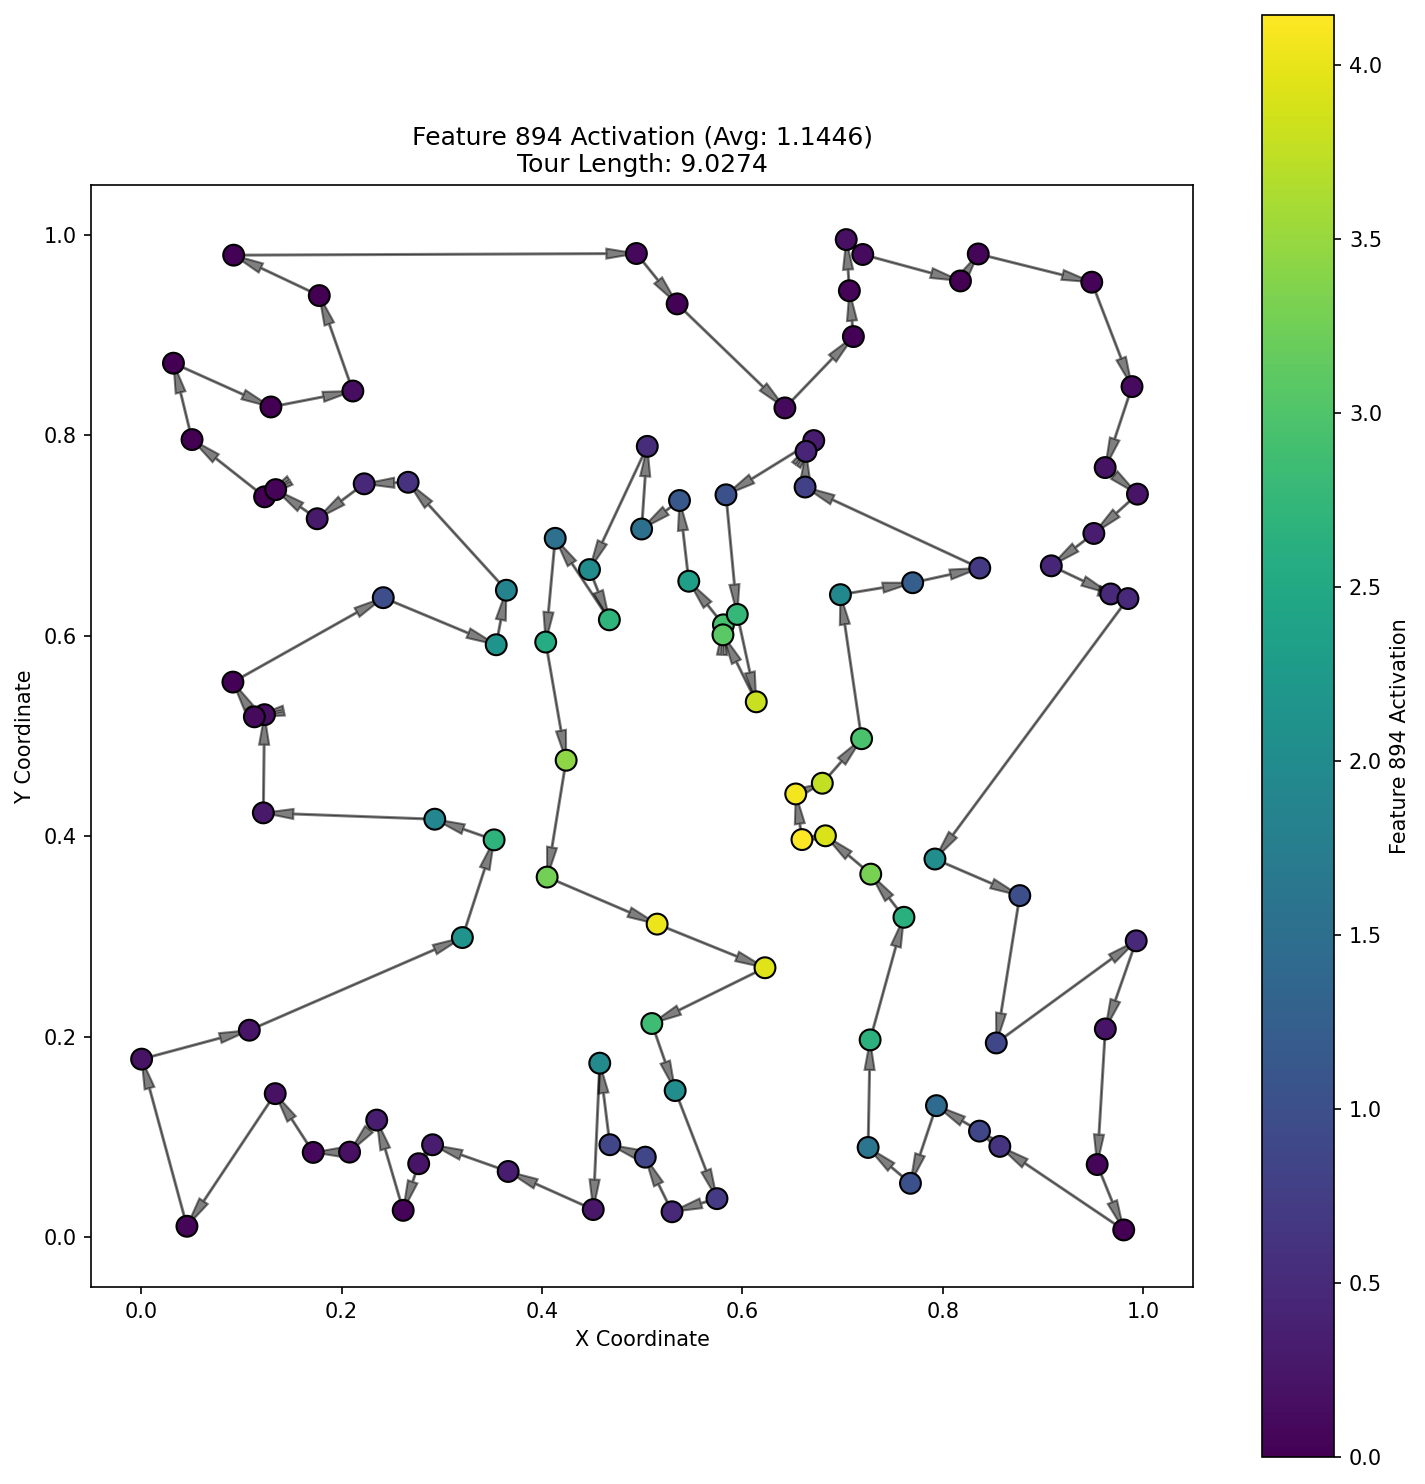 Feature 894 Activation (Avg: 1.1446)
Tour Length: 9.0274
1.0
0.8
0.6
0.4
0.2
0.0
Y Coordinate
0.0 0.2 0.4 0.6 0.8 1.0
X Coordinate
4.0
3.5
3.0
2.5
2.0
1.5
1.0
0.5
0.0
Feature 894 Activation